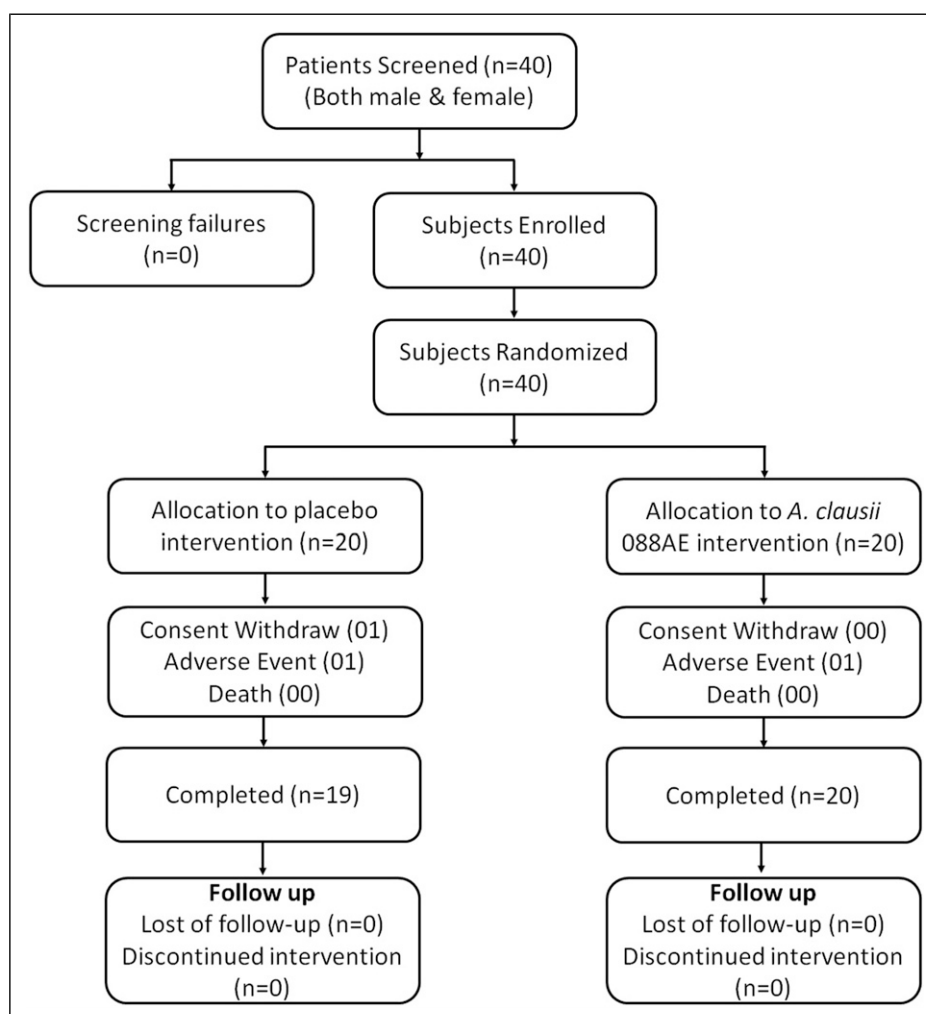 Patients Screened (n=40)
(Both male & female)
Screening failures
(n=0)
Subjects Enrolled
(n=40)
Subjects Randomized
(n=40)
Allocation to placebo
intervention (n=20)
Allocation to A. clausii
088AE intervention (n=20)
Consent Withdraw (01)
Adverse Event (01)
Death (00)
Consent Withdraw (00)
Adverse Event (01)
Death (00)
Completed (n=19)
Completed (n=20)
Follow up
Lost of follow-up (n=0)
Discontinued intervention
(n=0)
Follow up
Lost of follow-up (n=0)
Discontinued intervention
(n=0)